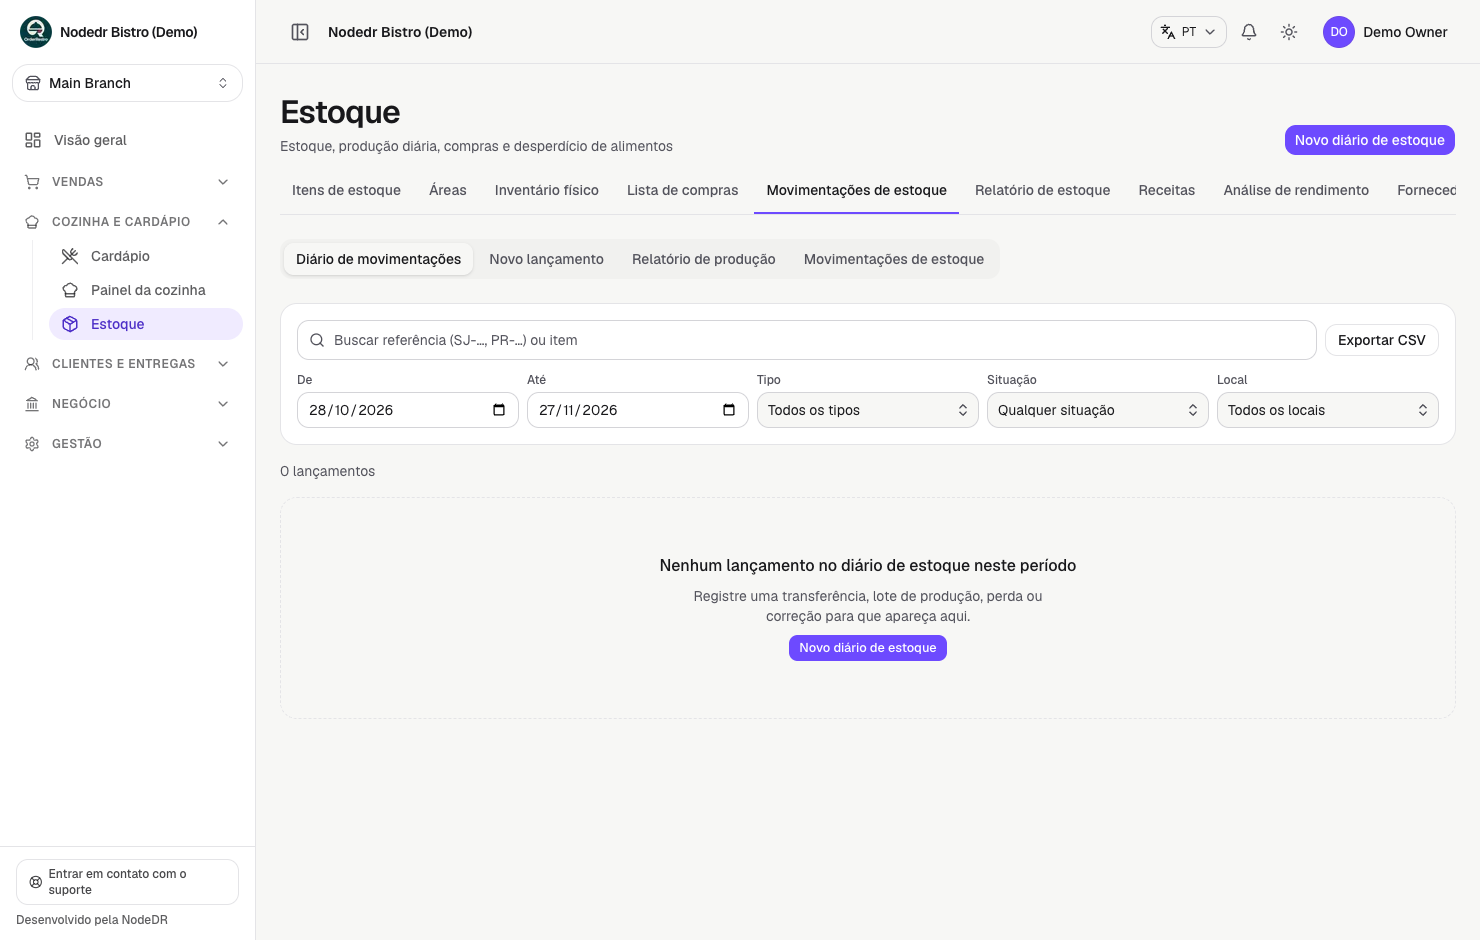 Nodedr Bistro (Demo)
Main Branch
Visão geral
VENDAS
COZINHA E CARDÁPIO
Cardápio
Painel da cozinha
Estoque
CLIENTES E ENTREGAS
NEGÓCIO
GESTÃO
Entrar em contato com o
suporte
Desenvolvido pela NodeDR
Nodedr Bistro (Demo)
PT
DO
Demo Owner
Estoque
Estoque, produção diária, compras e desperdício de alimentos
Novo diário de estoque
Itens de estoque
Áreas
Inventário físico
Lista de compras
Movimentações de estoque
Relatório de estoque
Receitas
Análise de rendimento
Forneced
Diário de movimentações
Novo lançamento
Relatório de produção
Movimentações de estoque
Buscar referência (SJ-…, PR-…) ou item
Exportar CSV
De
Até
Tipo
Situação
Local
28/10/2026
27/11/2026
Todos os tipos
Qualquer situação
Todos os locais
0 lançamentos
Nenhum lançamento no diário de estoque neste período
Registre uma transferência, lote de produção, perda ou
correção para que apareça aqui.
Novo diário de estoque